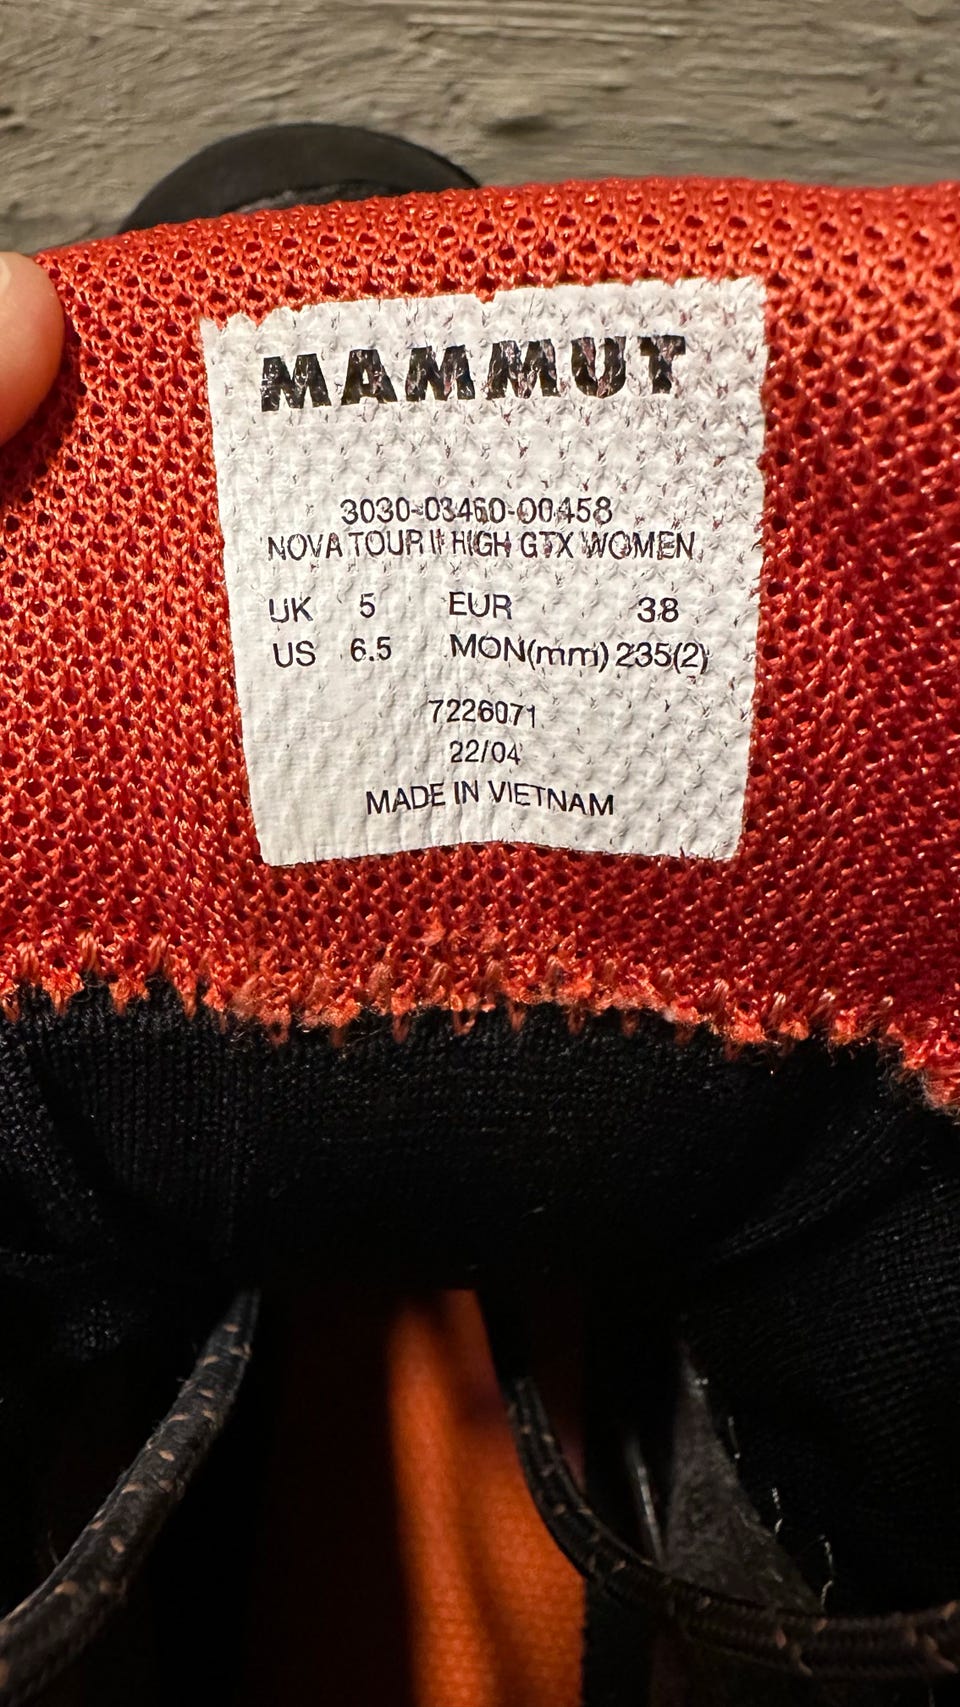 MAMMUT
3030-03460-00458
NOVA TOUR II HIGH GTX WOMEN
UK 5 EUR 38
US 6.5 MON(mm) 235(2)
7226071
22/04
MADE IN VIETNAM